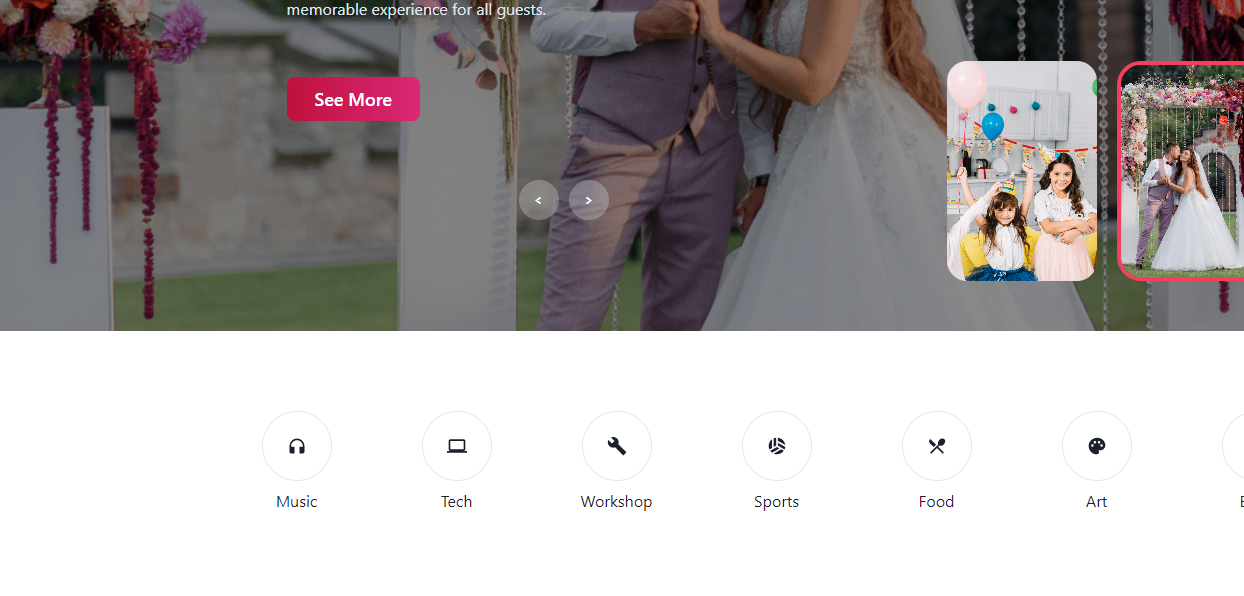 memorable experience for all guests.
See More
< >
Music
Tech
Workshop
Sports
Food
Art